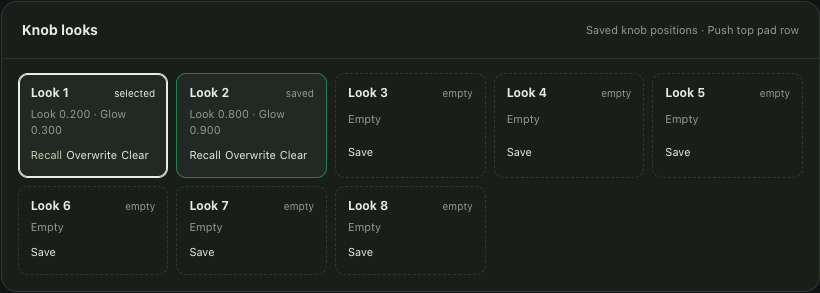 Knob looks
Saved knob positions · Push top pad row
Look 1 selected
Look 0.200 · Glow
0.300
Recall Overwrite Clear
Look 2 saved
Look 0.800 · Glow
0.900
Recall Overwrite Clear
Look 3 empty
Empty
Save
Look 4 empty
Empty
Save
Look 5 empty
Empty
Save
Look 6 empty
Empty
Save
Look 7 empty
Empty
Save
Look 8 empty
Empty
Save